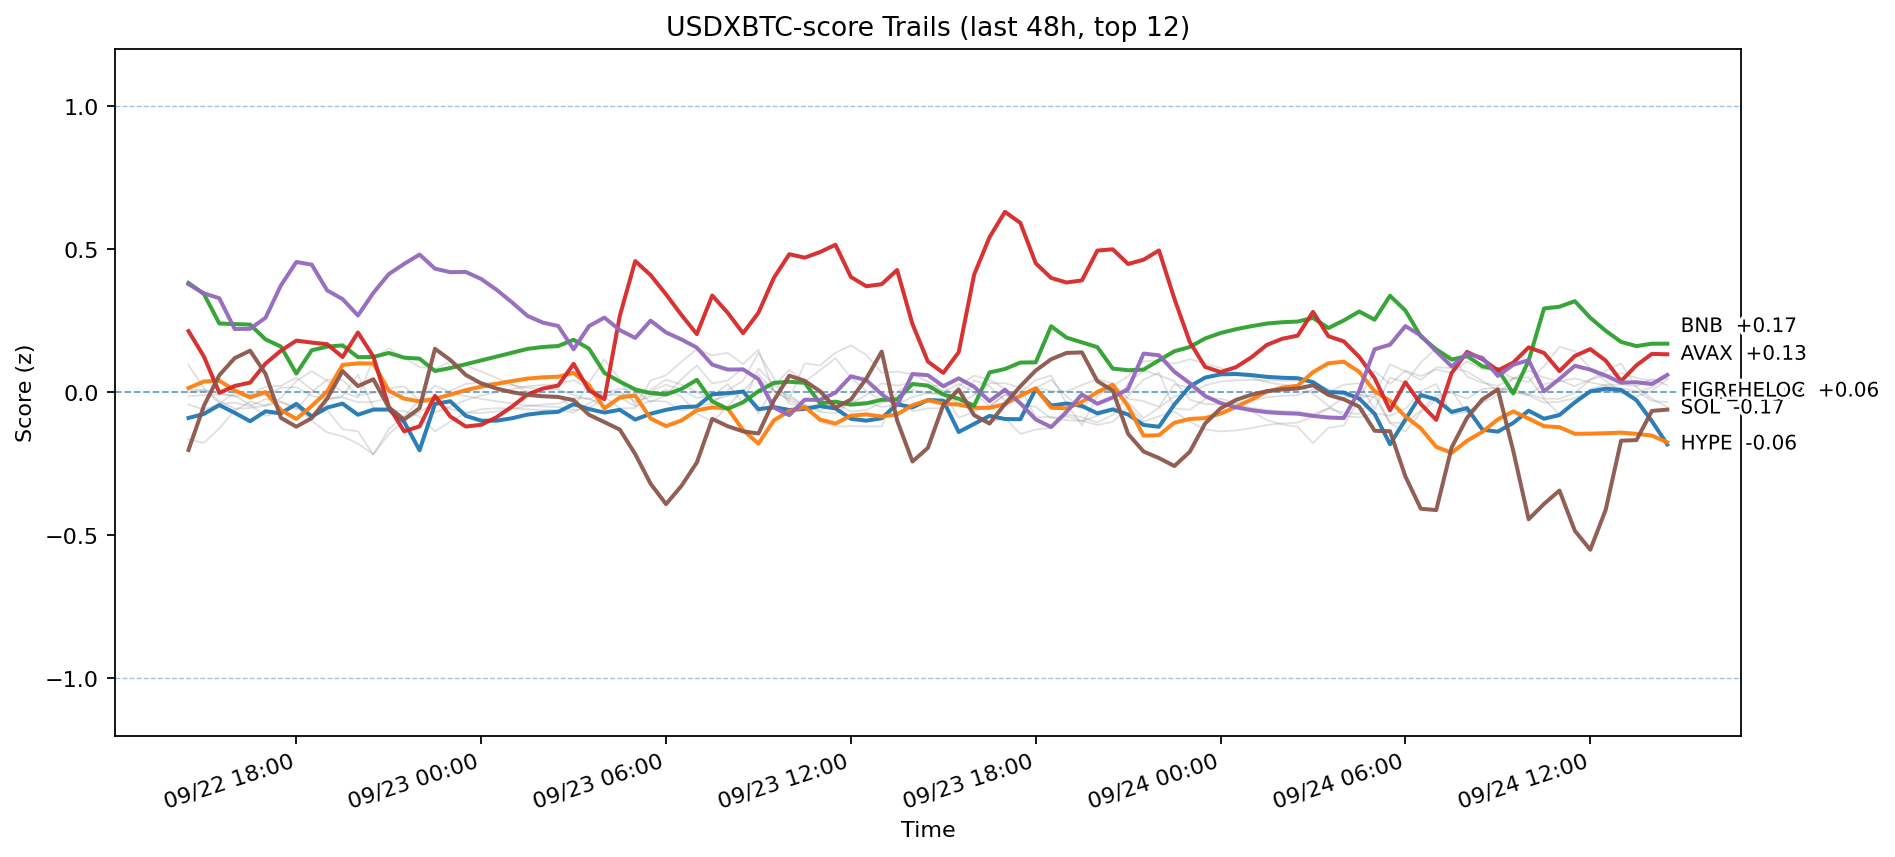 USDXBTC-score Trails (last 48h, top 12)
Score (z)
1.0
0.5
0.0
−0.5
−1.0
BNB +0.17
AVAX +0.13
FIGR_HELOC +0.06
SOL -0.17
HYPE -0.06
09/22 18:00
09/23 00:00
09/23 06:00
09/23 12:00
09/23 18:00
09/24 00:00
09/24 06:00
09/24 12:00
Time